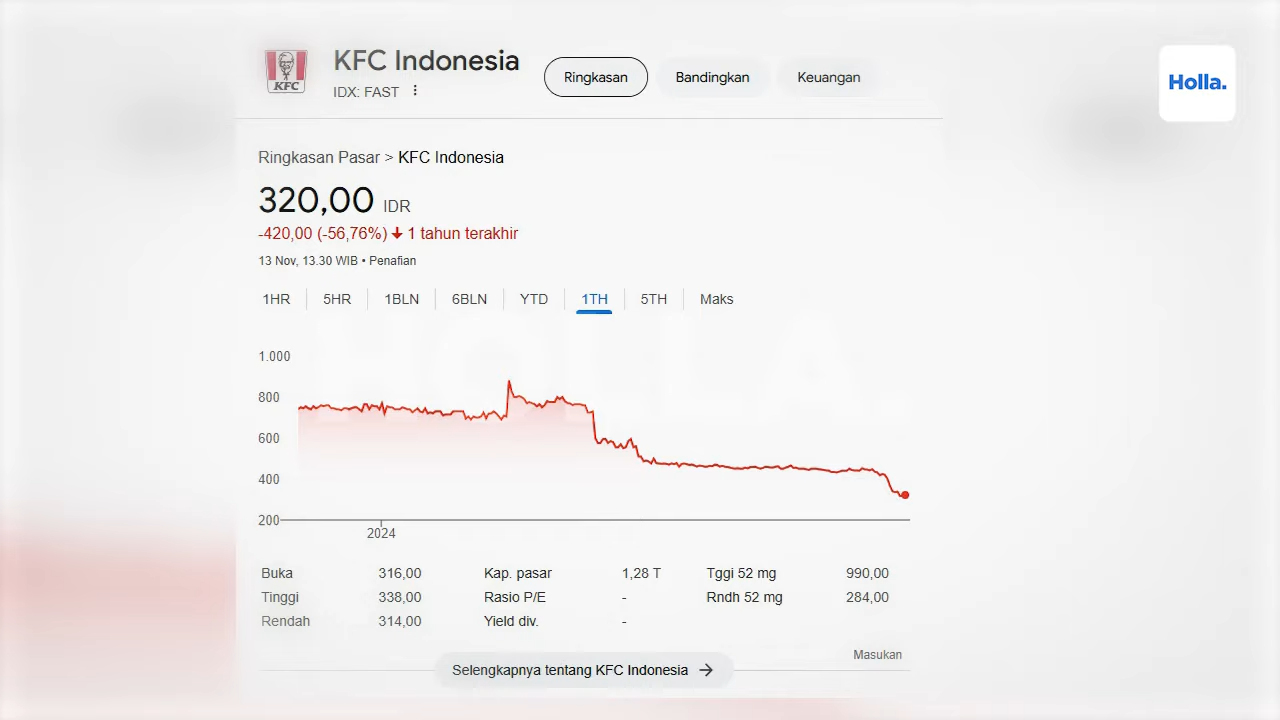 KFC Indonesia
IDX: FAST
Ringkasan
Bandingkan
Keuangan
Holla.
KFC
Ringkasan Pasar > KFC Indonesia
320,00 IDR
-420,00 (-56,76%) 1 tahun terakhir
13 Nov, 13.30 WIB • Penafian
1HR 5HR 1BLN 6BLN YTD 1TH 5TH Maks
HOLLA
1.000
800
600
400
200
2024
Buka 316,00 Kap. pasar 1,28 T Tggi 52 mg 990,00
Tinggi 338,00 Rasio P/E - Rndh 52 mg 284,00
Rendah 314,00 Yield div. -
Masukan
Selengkapnya tentang KFC Indonesia